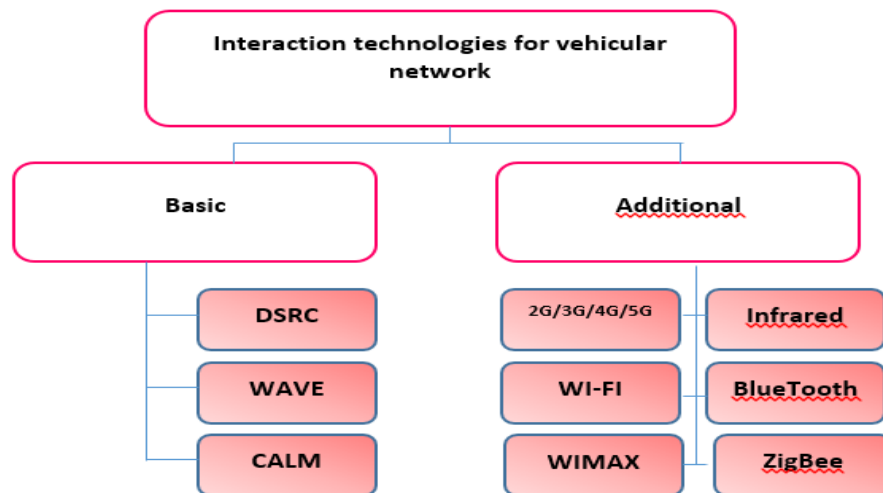 Interaction technologies for vehicular
network
Basic
Additional
DSRC
2G/3G/4G/5G
Infrared
WAVE
WI-FI
BlueTooth
CALM
WIMAX
ZigBee